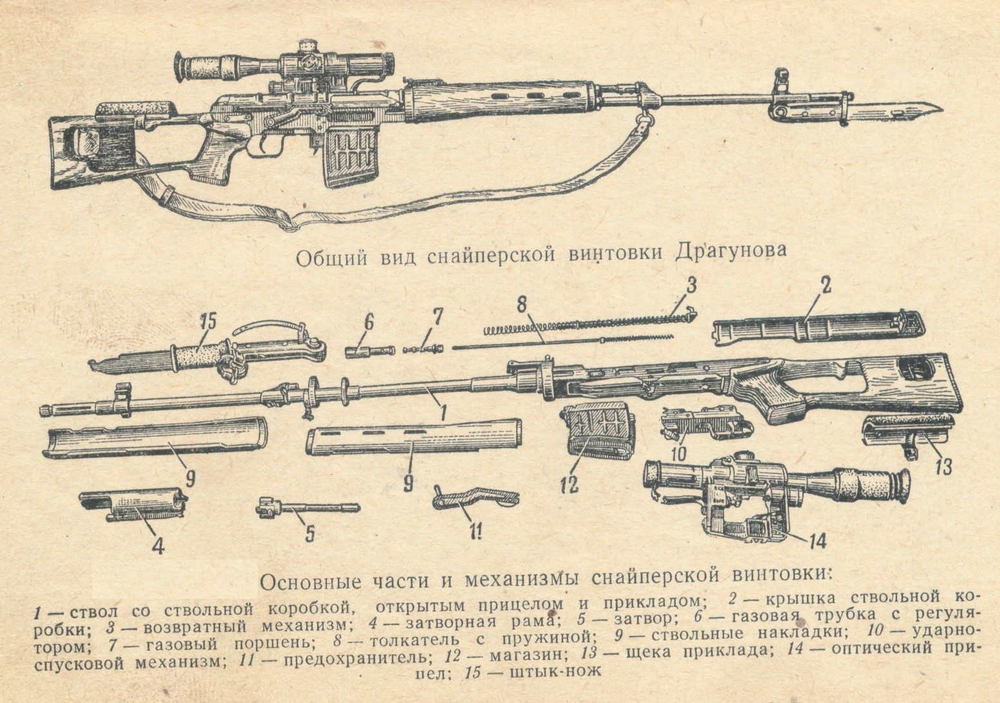 Общий вид снайперской винтовки Драгунова
3
2
8
7
6
15
1
10
13
9
9
12
4
5
11
14
Основные части и механизмы снайперской винтовки:
1 — ствол со ствольной коробкой, открытым прицелом и прикладом; 2 — крышка ствольной ко-
робки; 3 — возвратный механизм; 4 — затворная рама; 5 — затвор; 6 — газовая трубка с регуля-
тором; 7 — газовый поршень; 8 — толкатель с пружиной; 9 — ствольные накладки; 10 — ударно-
спусковой механизм; 11 — предохранитель; 12 — магазин; 13 — щека приклада; 14 — оптический при-
цел; 15 — штык-нож